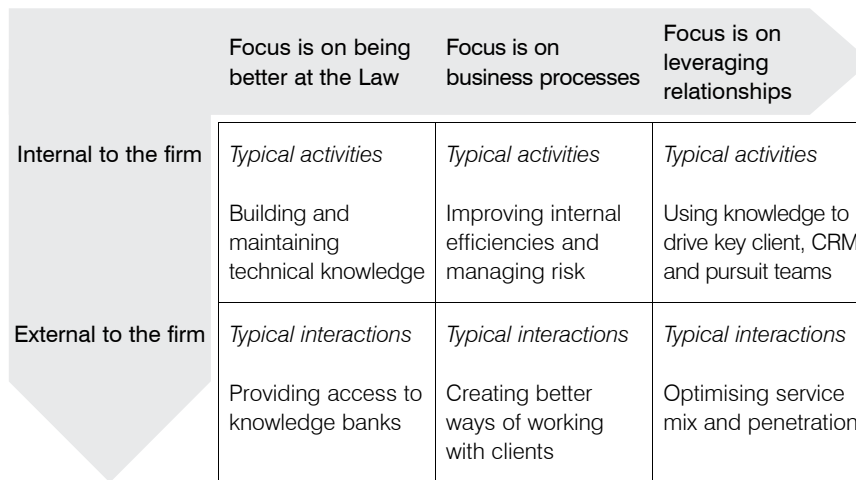 Focus is on being
better at the Law
Focus is on
business processes
Focus is on
leveraging
relationships
Internal to the firm
Typical activities
Building and
maintaining
technical knowledge
Typical activities
Improving internal
efficiencies and
managing risk
Typical activities
Using knowledge to
drive key client, CRM
and pursuit teams
External to the firm
Typical interactions
Providing access to
knowledge banks
Typical interactions
Creating better
ways of working
with clients
Typical interactions
Optimising service
mix and penetration